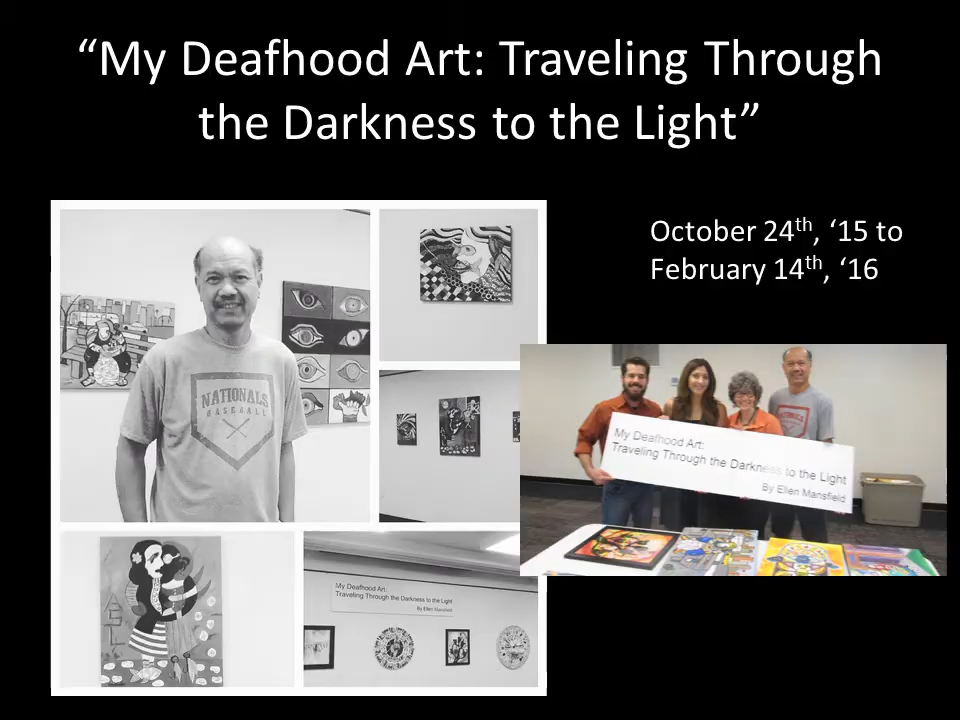 “My Deafhood Art: Traveling Through
the Darkness to the Light”
October 24th, ‘15 to
February 14th, ‘16
NATIONALS
BASEBALL
My Deafhood Art:
Traveling Through the Darkness to the Light
By Ellen Mansfield
My Deafhood Art:
Traveling Through the Darkness to the Light
By Ellen Mansfield